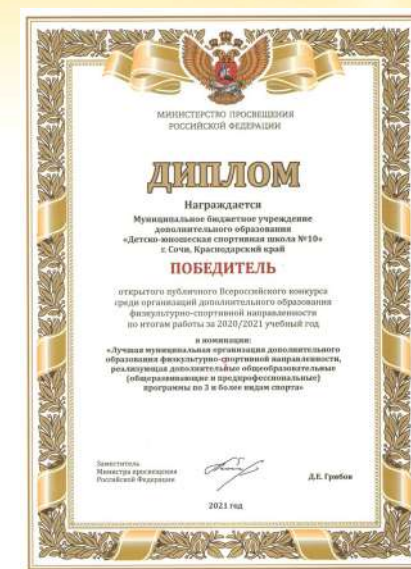 МИНИСТЕРСТВО ПРОСВЕЩЕНИЯ
РОССИЙСКОЙ ФЕДЕРАЦИИ
ДИПЛОМ
Награждается
Муниципальное бюджетное учреждение
дополнительного образования
«Детско-юношеская спортивная школа №10»
г. Сочи, Краснодарский край
ПОБЕДИТЕЛЬ
открытого публичного Всероссийского конкурса
среди организаций дополнительного образования
физкультурно-спортивной направленности
по итогам работы за 2020/2021 учебный год
в номинации:
«Лучшая муниципальная организация дополнительного
образования физкультурно-спортивной направленности,
реализующая дополнительные общеобразовательные
(общеразвивающие и предпрофессиональные)
программы по 3 и более видам спорта»
Заместитель
Министра просвещения
Российской Федерации
Д.Е. Грибов
2021 год